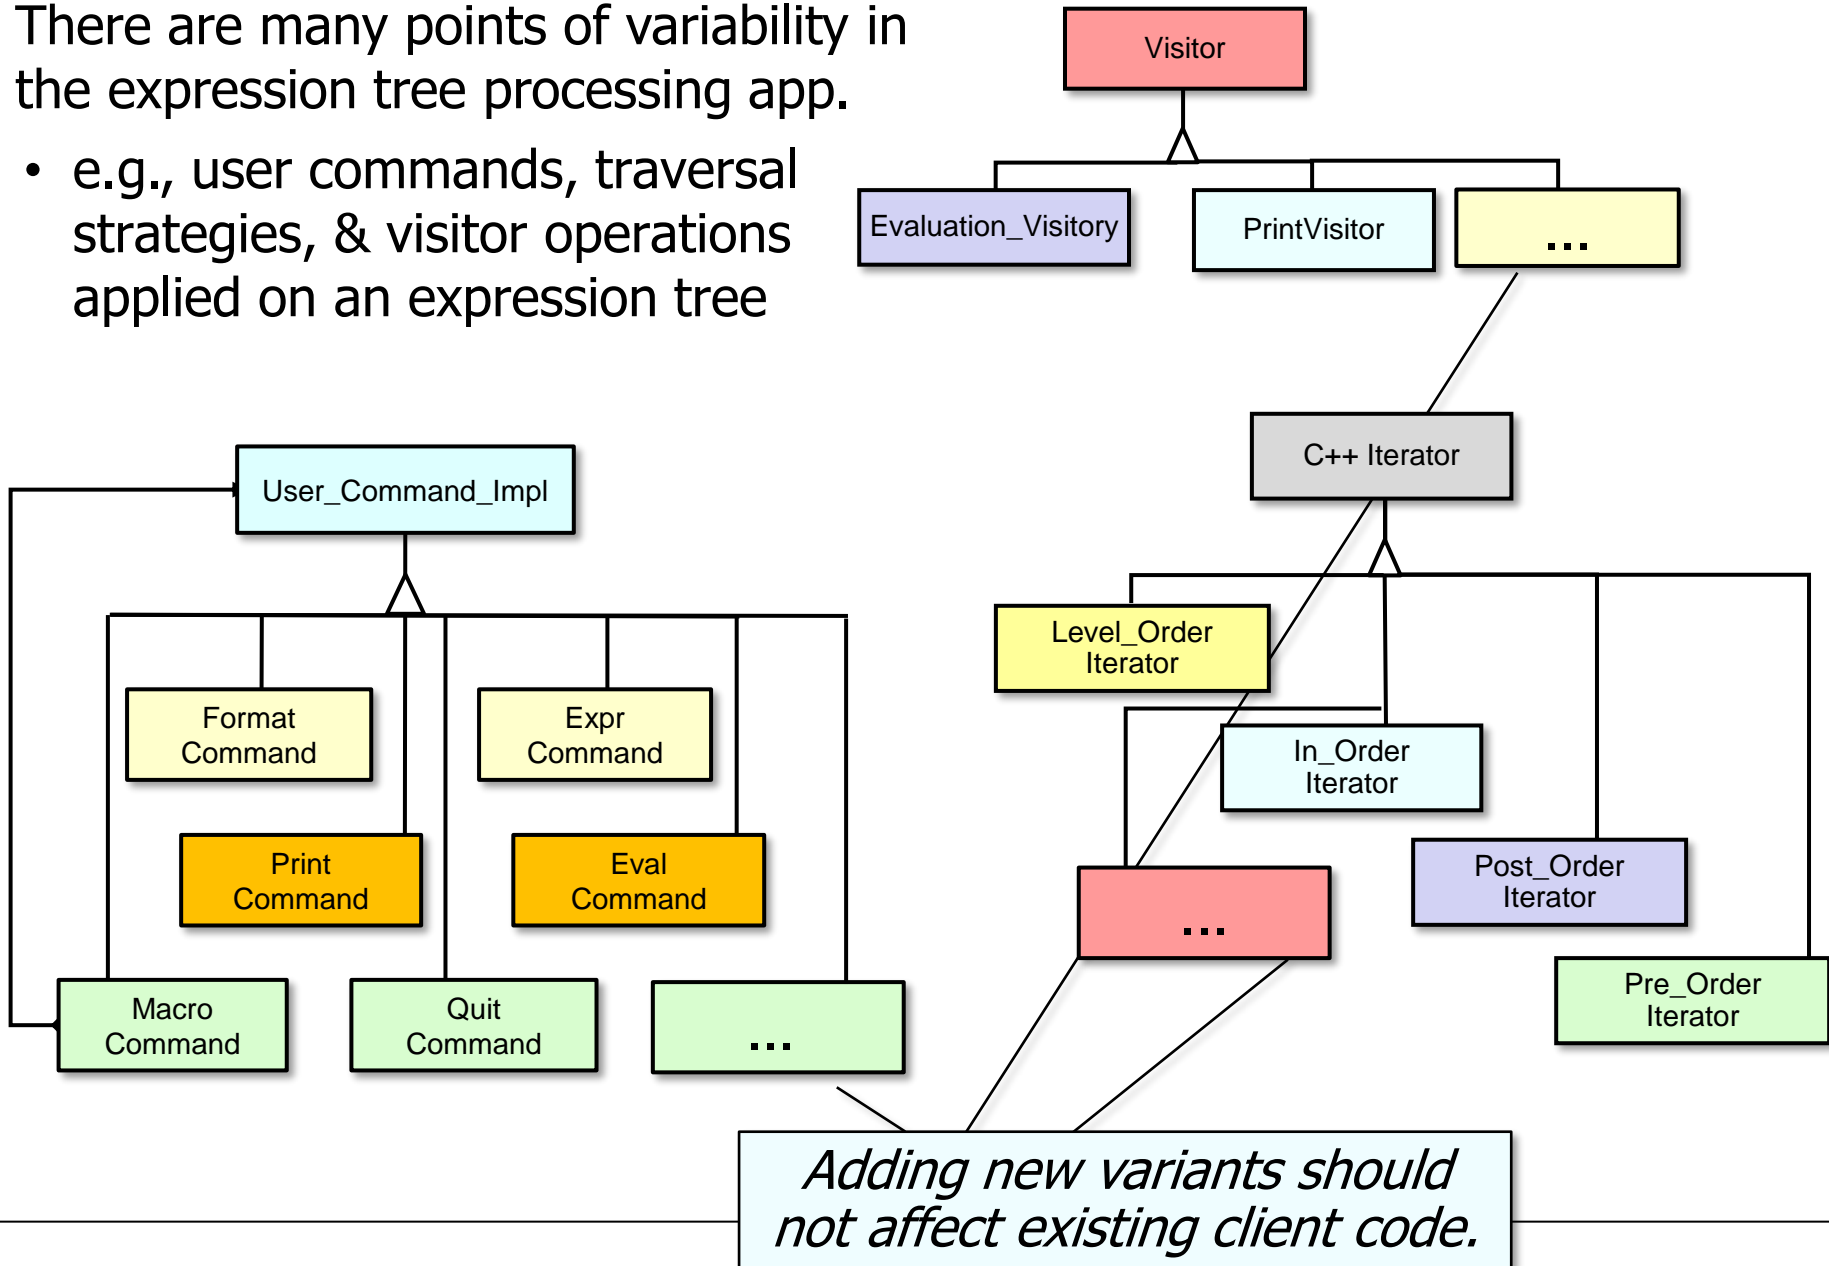 There are many points of variability in
the expression tree processing app.
• e.g., user commands, traversal
strategies, & visitor operations
applied on an expression tree
Visitor
Evaluation_Visitory
PrintVisitor
...
C++ Iterator
Level_Order
Iterator
In_Order
Iterator
...
Post_Order
Iterator
Pre_Order
Iterator
User_Command_Impl
Format
Command
Expr
Command
Print
Command
Eval
Command
Macro
Command
Quit
Command
...
Adding new variants should
not affect existing client code.